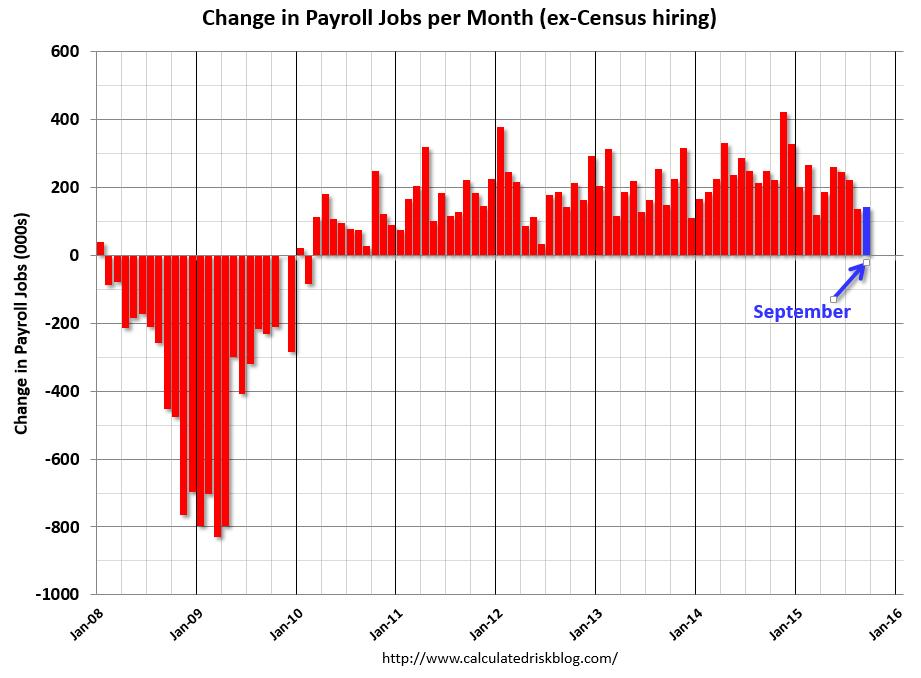 Change in Payroll Jobs per Month (ex-Census hiring)
600
400
200
0
-200
-400
-600
-800
-1000
Change in Payroll Jobs (000s)
September
Jan-08
Jan-09
Jan-10
Jan-11
Jan-12
Jan-13
Jan-14
Jan-15
Jan-16
http://www.calculatedriskblog.com/